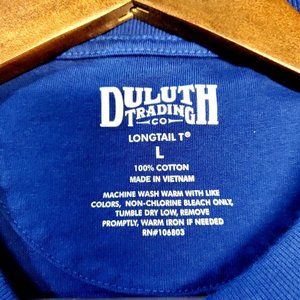 DULUTH
TRADING
CO
LONGTAIL T®
L
100% COTTON
MADE IN VIETNAM
MACHINE WASH WARM WITH LIKE
COLORS, NON-CHLORINE BLEACH ONLY,
TUMBLE DRY LOW, REMOVE
PROMPTLY, WARM IRON IF NEEDED
RN#106803